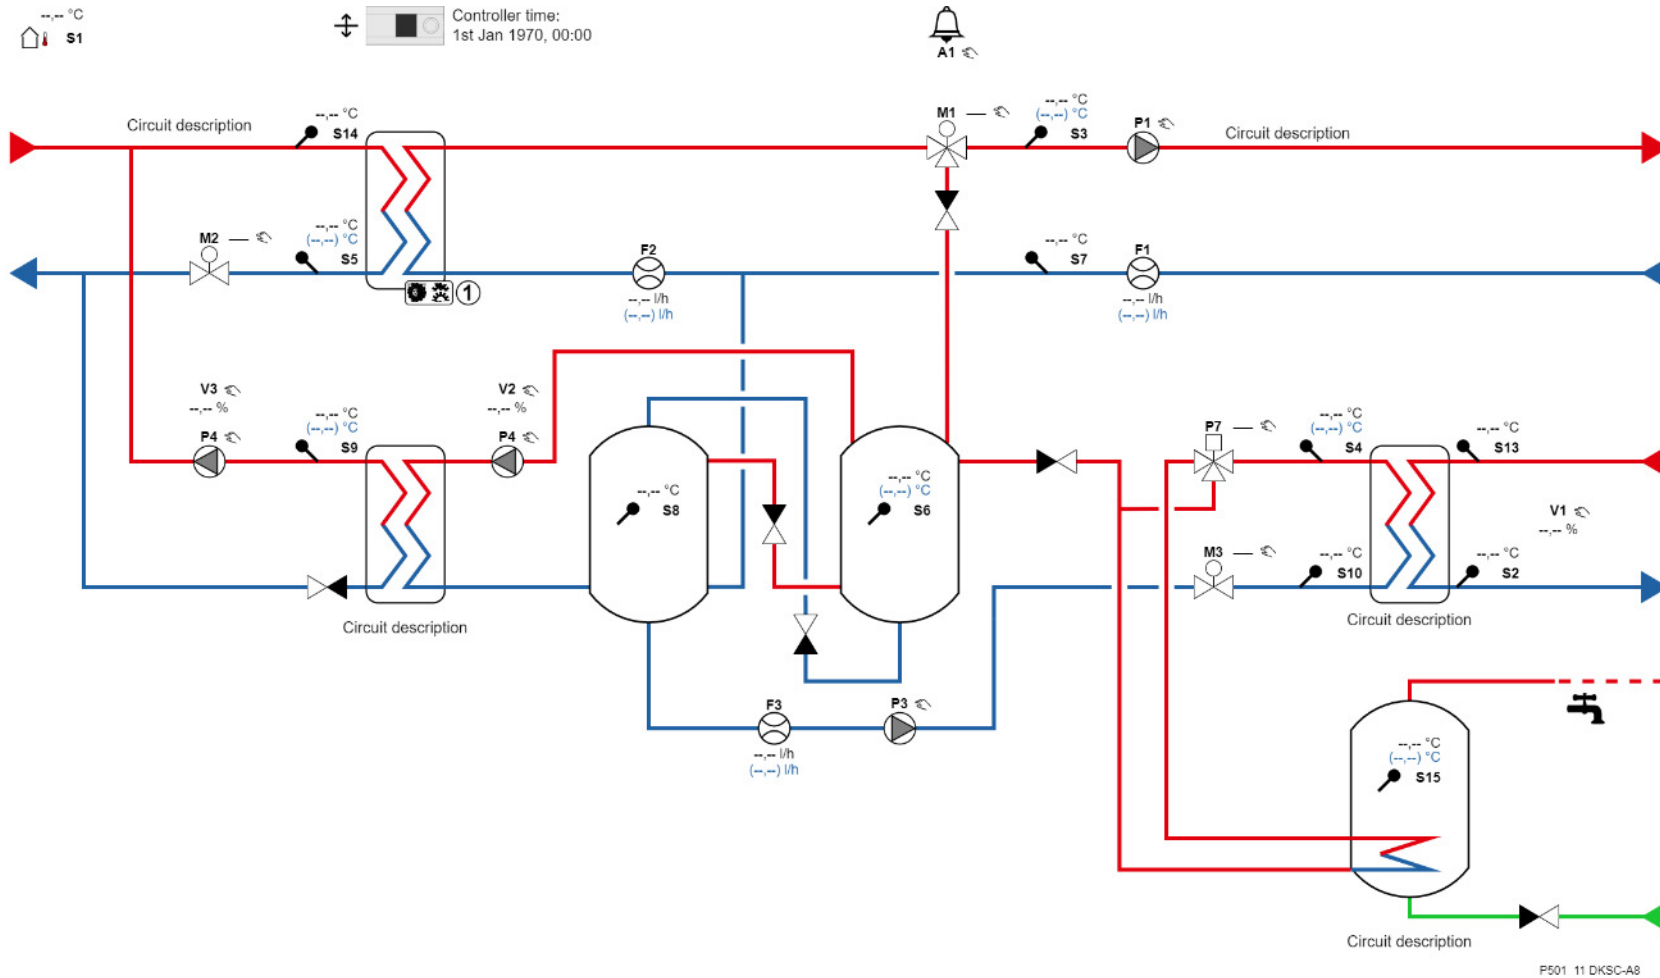 --,-- °C
S1
Controller time:
1st Jan 1970, 00:00
A1
Circuit description
--,-- °C
S14
M1
--,-- °C
(--,--) °C
S3
P1
Circuit description
M2
--,-- °C
(--,--) °C
S5
1
F2
--,-- l/h
(--,--) l/h
--,-- °C
S7
F1
--,-- l/h
(--,--) l/h
V3
--,-- %
P4
--,-- °C
(--,--) °C
S9
V2
--,-- %
P4
--,-- °C
S8
--,-- °C
(--,--) °C
S6
P7
--,-- °C
(--,--) °C
S4
--,-- °C
S13
V1
--,-- %
M3
--,-- °C
S10
--,-- °C
S2
Circuit description
Circuit description
F3
--,-- l/h
(--,--) l/h
P3
--,-- °C
(--,--) °C
S15
Circuit description
P501 11 DKSC-A8